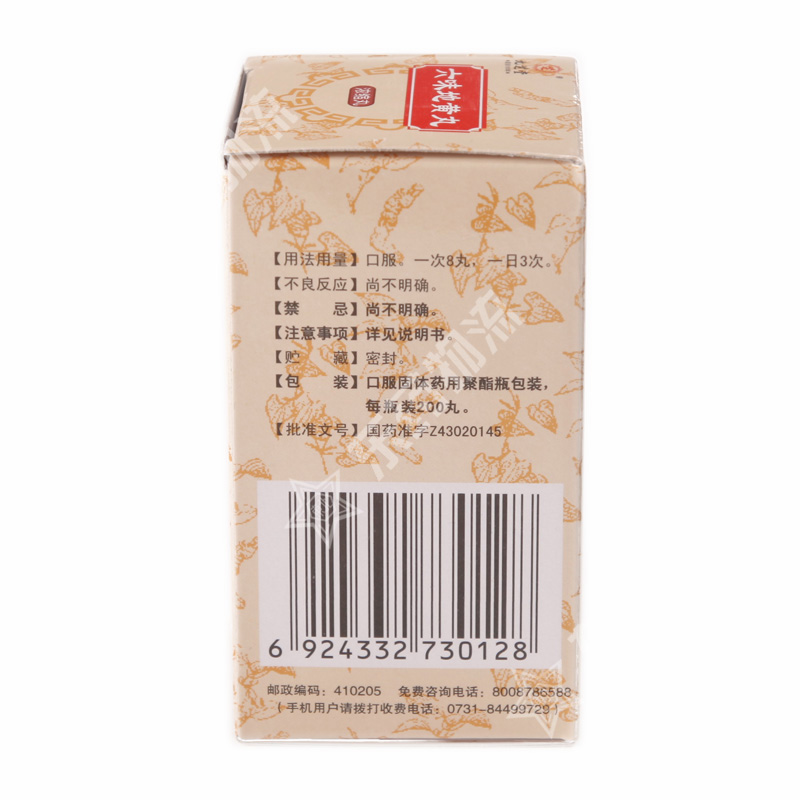 六味地黄丸
浓缩丸
【用法用量】口服。一次8丸，一日3次。
【不良反应】尚不明确。
【禁　　忌】尚不明确。
【注意事项】详见说明书。
【贮　　藏】密封。
【包　　装】口服固体药用聚酯瓶包装，
每瓶装200丸。
【批准文号】国药准字Z43020145
6 924332 730128
邮政编码：410205　免费咨询电话：8008786588
（手机用户请拨打收费电话：0731-84499729）